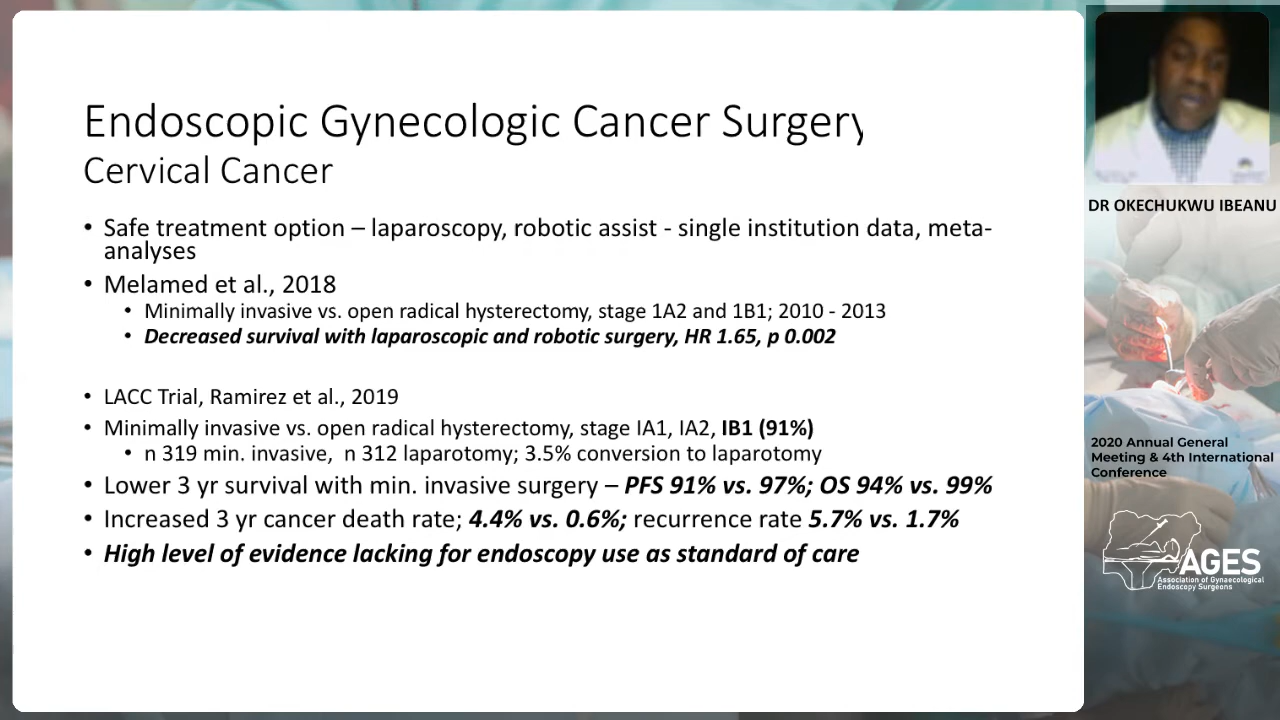 Endoscopic Gynecologic Cancer Surgery
Cervical Cancer
• Safe treatment option – laparoscopy, robotic assist - single institution data, meta-
analyses
• Melamed et al., 2018
• Minimally invasive vs. open radical hysterectomy, stage 1A2 and 1B1; 2010 - 2013
• Decreased survival with laparoscopic and robotic surgery, HR 1.65, p 0.002
• LACC Trial, Ramirez et al., 2019
• Minimally invasive vs. open radical hysterectomy, stage IA1, IA2, IB1 (91%)
• n 319 min. invasive, n 312 laparotomy; 3.5% conversion to laparotomy
• Lower 3 yr survival with min. invasive surgery – PFS 91% vs. 97%; OS 94% vs. 99%
• Increased 3 yr cancer death rate; 4.4% vs. 0.6%; recurrence rate 5.7% vs. 1.7%
• High level of evidence lacking for endoscopy use as standard of care
DR OKECHUKWU IBEANU
2020 Annual General
Meeting & 4th International
Conference
AGES
Association of Gynaecological
Endoscopy Surgeons